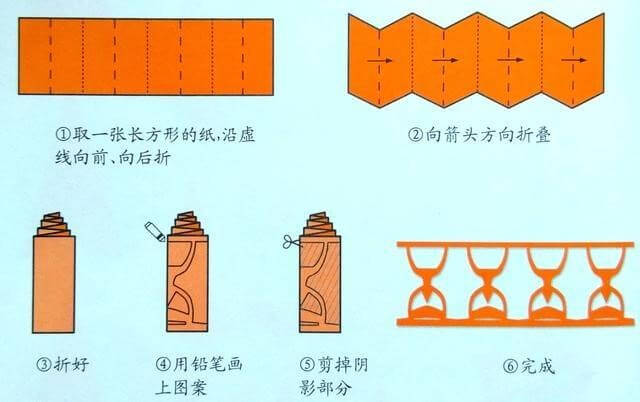 ①取一张长方形的纸,沿虚
线向前、向后折
②向箭头方向折叠
③折好
④用铅笔画
上图案
⑤剪掉阴
影部分
⑥完成